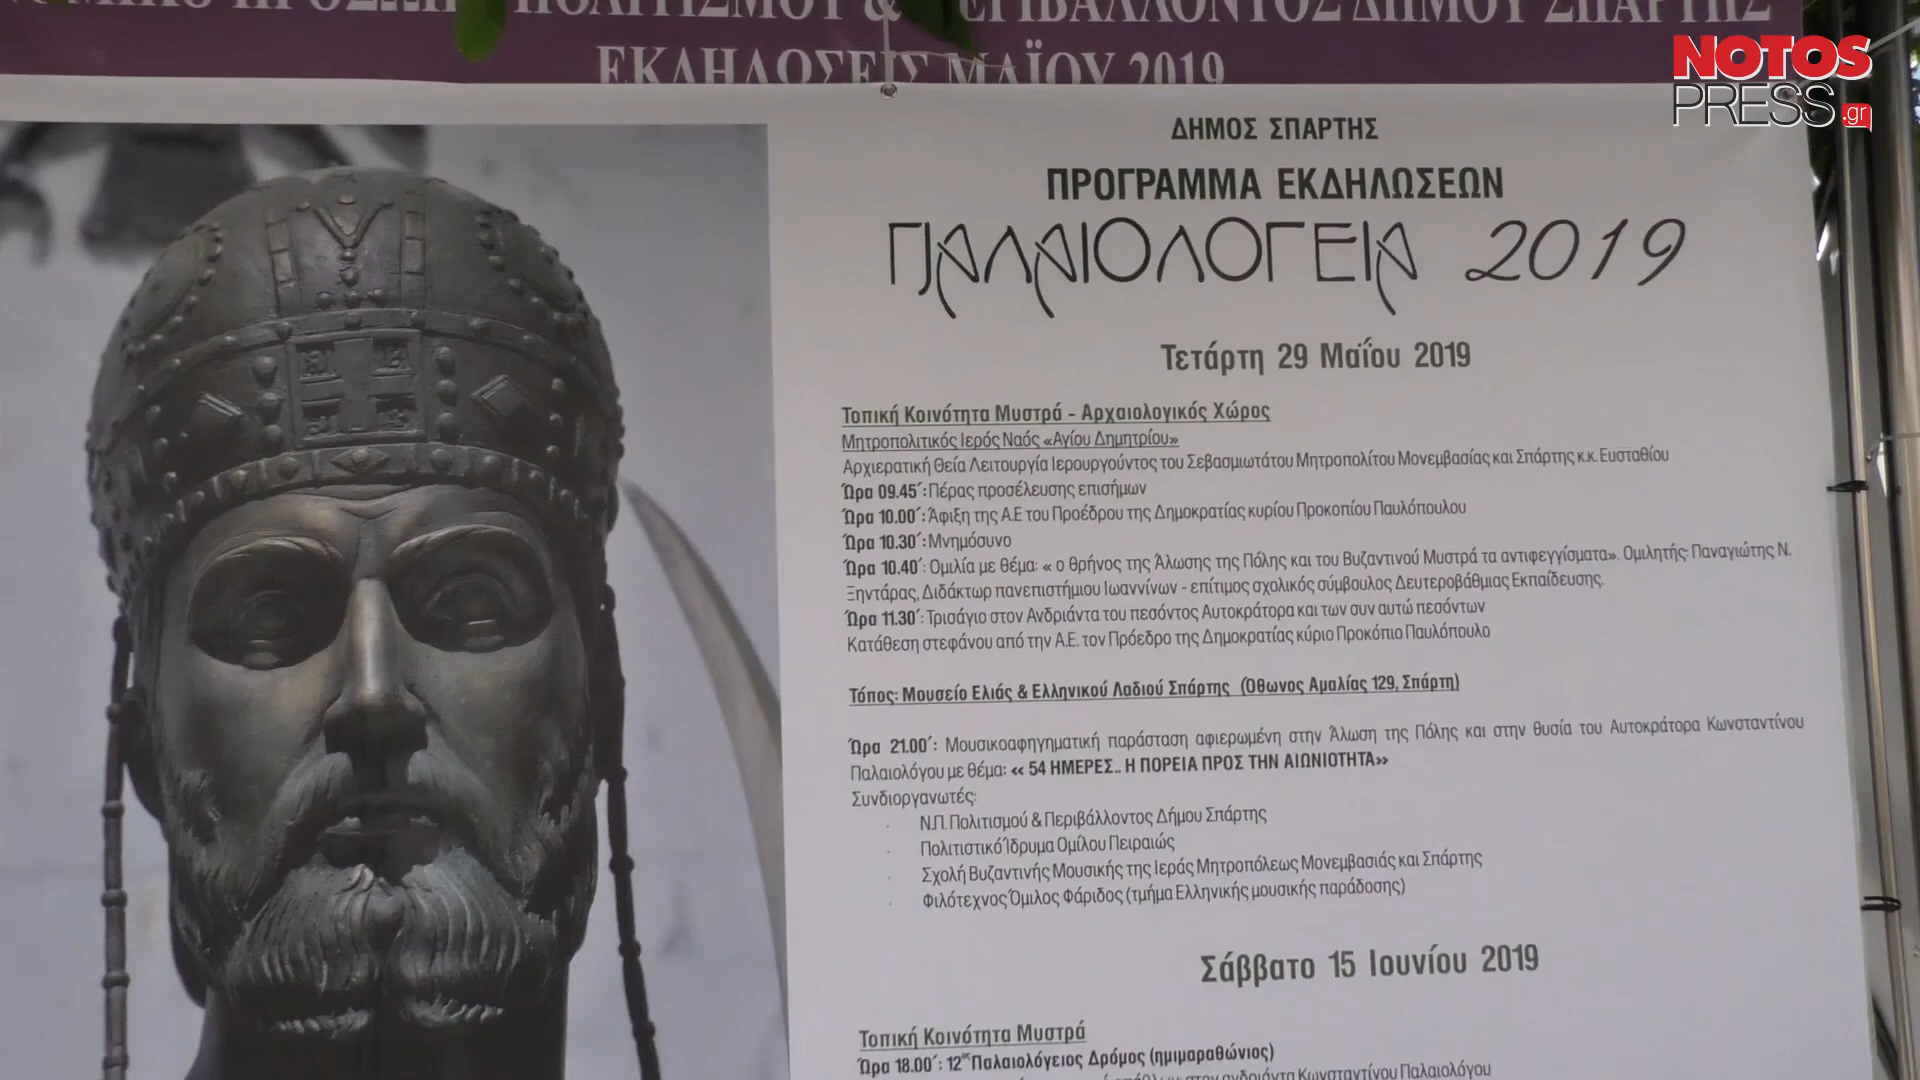 ΠΟΛΙΤΙΣΜΟΥ & ΔΗΜΟΥ ΣΠΑΡΤΗΣ
ΕΚΔΗΛΩΣΕΙΣ ΜΑΪΟΥ 2019
NOTOS
PRESS.gr
ΔΗΜΟΣ ΣΠΑΡΤΗΣ
ΠΡΟΓΡΑΜΜΑ ΕΚΔΗΛΩΣΕΩΝ
ΠΑΛΑΙΟΛΟΓΕΙΑ 2019
Τετάρτη 29 Μαΐου 2019
Τοπική Κοινότητα Μυστρά - Αρχαιολογικός Χώρος
Μητροπολιτικός Ιερός Ναός «Αγίου Δημητρίου»
Αρχιερατική Θεία Λειτουργία Ιερουργούντος του Σεβασμιωτάτου Μητροπολίτου Μονεμβασίας και Σπάρτης κ.κ. Ευσταθίου
Ώρα 09.45΄: Πέρας προσέλευσης επισήμων
Ώρα 10.00΄: Άφιξη της Α.Ε του Προέδρου της Δημοκρατίας κυρίου Προκοπίου Παυλόπουλου
Ώρα 10.30΄: Μνημόσυνο
Ώρα 10.40΄: Ομιλία με θέμα: « ο θρήνος της Άλωσης της Πόλης και του Βυζαντινού Μυστρά τα αντιφεγγίσματα». Ομιλητής: Παναγιώτης Ν.
Ξηντάρας, Διδάκτωρ πανεπιστήμιου Ιωαννίνων - επίτιμος σχολικός σύμβουλος Δευτεροβάθμιας Εκπαίδευσης.
Ώρα 11.30΄: Τρισάγιο στον Ανδριάντα του πεσόντος Αυτοκράτορα και των συν αυτώ πεσόντων
Κατάθεση στεφάνου από την Α.Ε. τον Πρόεδρο της Δημοκρατίας κύριο Προκόπιο Παυλόπουλο
Τόπος: Μουσείο Ελιάς & Ελληνικού Λαδιού Σπάρτης (Όθωνος Αμαλίας 129, Σπάρτη)
Ώρα 21.00΄: Μουσικοαφηγηματική παράσταση αφιερωμένη στην Άλωση της Πόλης και στην θυσία του Αυτοκράτορα Κωνσταντίνου
Παλαιολόγου με θέμα: « 54 ΗΜΕΡΕΣ.. Η ΠΟΡΕΙΑ ΠΡΟΣ ΤΗΝ ΑΙΩΝΙΟΤΗΤΑ»
Συνδιοργανωτές:
· Ν.Π. Πολιτισμού & Περιβάλλοντος Δήμου Σπάρτης
· Πολιτιστικό Ίδρυμα Ομίλου Πειραιώς
· Σχολή Βυζαντινής Μουσικής της Ιεράς Μητροπόλεως Μονεμβασιάς και Σπάρτης
· Φιλότεχνος Όμιλος Φάριδος (τμήμα Ελληνικής μουσικής παράδοσης)
Σάββατο 15 Ιουνίου 2019
Τοπική Κοινότητα Μυστρά
Ώρα 18.00΄: 12ος Παλαιολόγειος Δρόμος (ημιμαραθώνιος)
στον ανδριάντα Κωνσταντίνου Παλαιολόγου